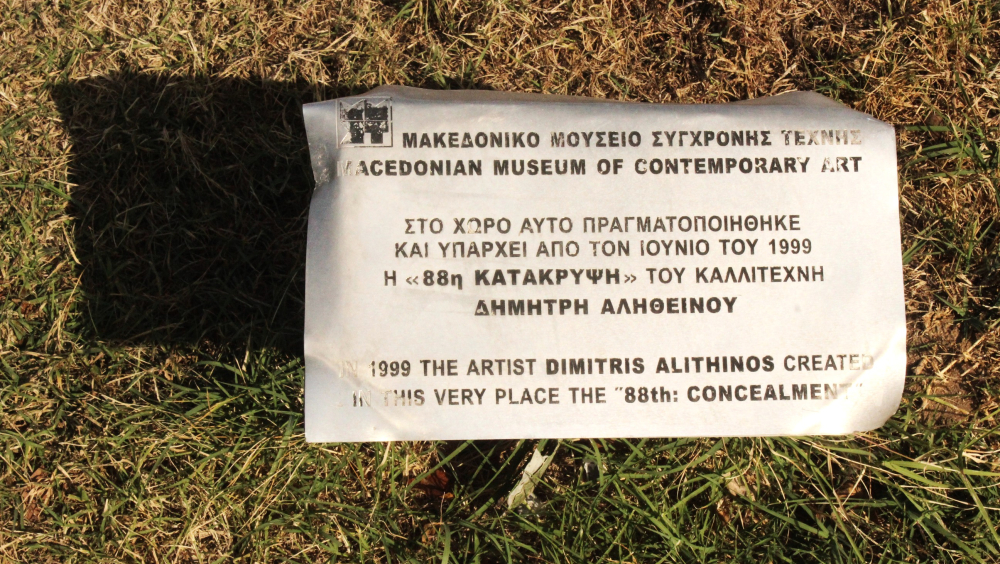 ΜΑΚΕΔΟΝΙΚΟ ΜΟΥΣΕΙΟ ΣΥΓΧΡΟΝΗΣ ΤΕΧΝΗΣ
MACEDONIAN MUSEUM OF CONTEMPORARY ART
ΣΤΟ ΧΩΡΟ ΑΥΤΟ ΠΡΑΓΜΑΤΟΠΟΙΗΘΗΚΕ
ΚΑΙ ΥΠΑΡΧΕΙ ΑΠΟ ΤΟΝ ΙΟΥΝΙΟ ΤΟΥ 1999
Η «88η ΚΑΤΑΚΡΥΨΗ» ΤΟΥ ΚΑΛΛΙΤΕΧΝΗ
ΔΗΜΗΤΡΗ ΑΛΗΘΕΙΝΟΥ
IN 1999 THE ARTIST DIMITRIS ALITHINOS CREATED
IN THIS VERY PLACE THE "88th: CONCEALMENT"